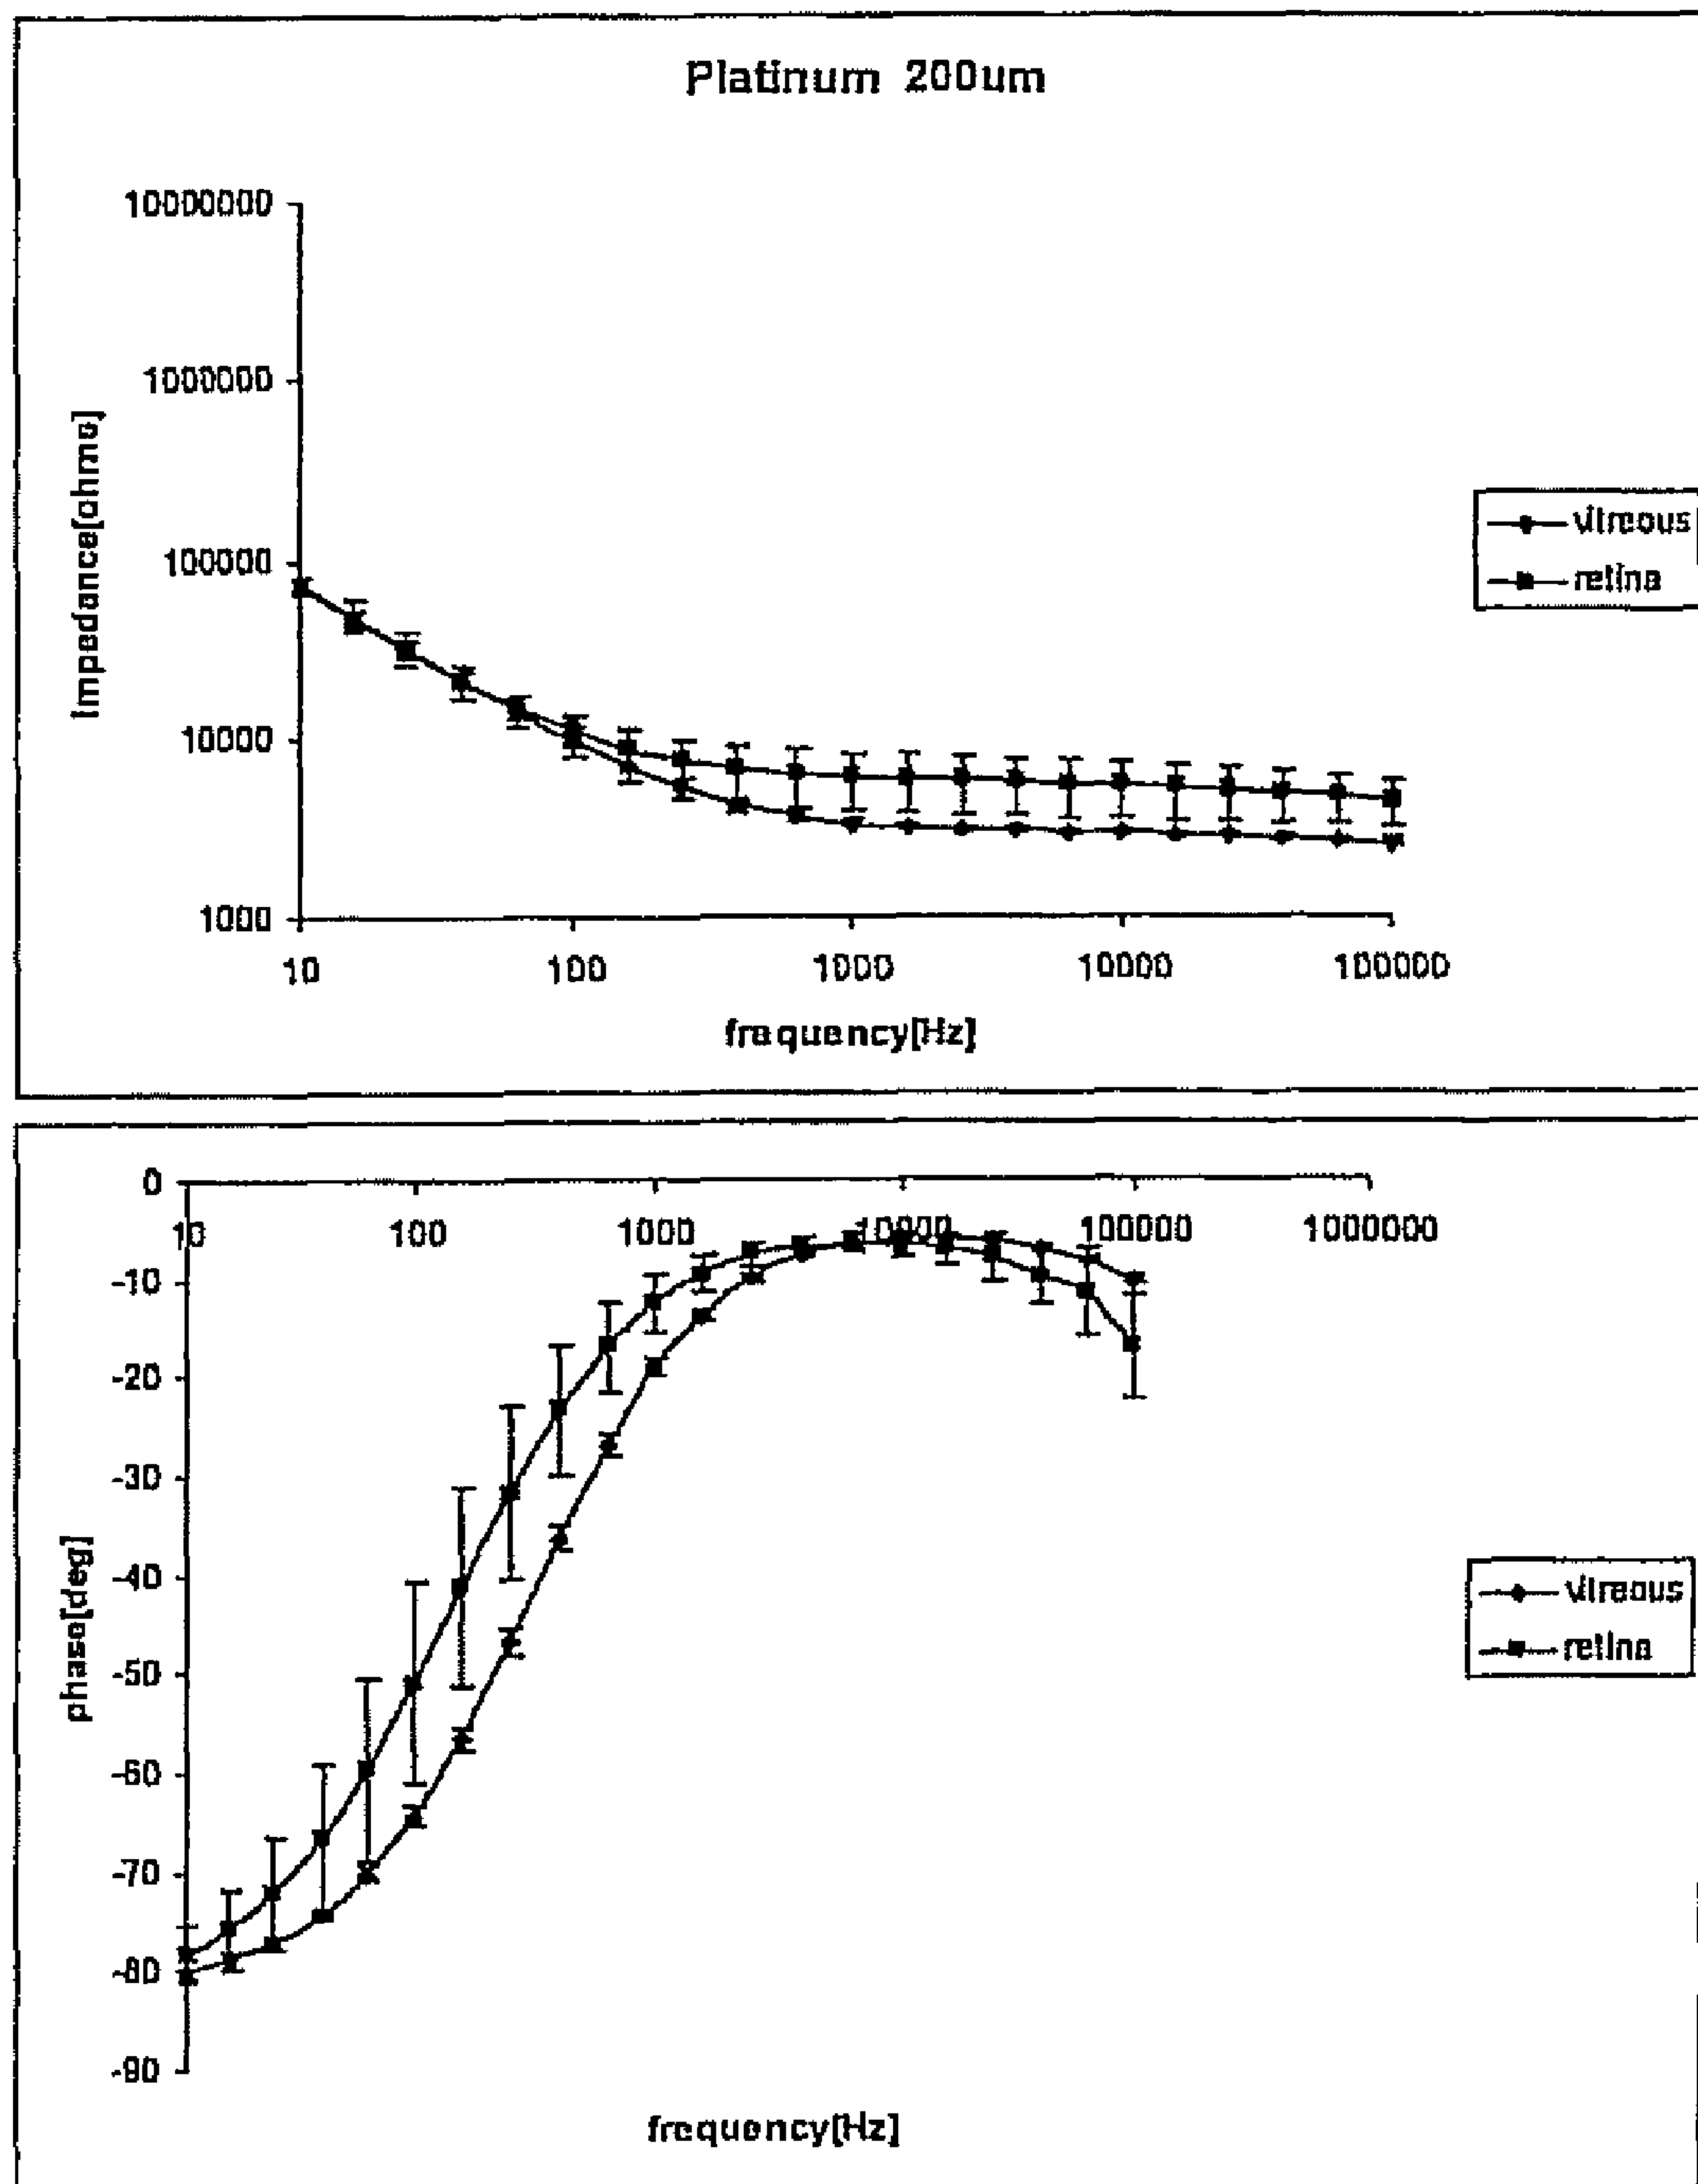 Platinum 200um
10000000
1000000
100000
10000
1000
Impedance[ohms]
10 100 1000 10000 100000
frequency[Hz]
vitreous
retina
0
10 100 1000 10000 100000 1000000
-10
-20
-30
-40
-50
-60
-70
-80
-90
phase[deg]
frequency[Hz]
vitreous
retina